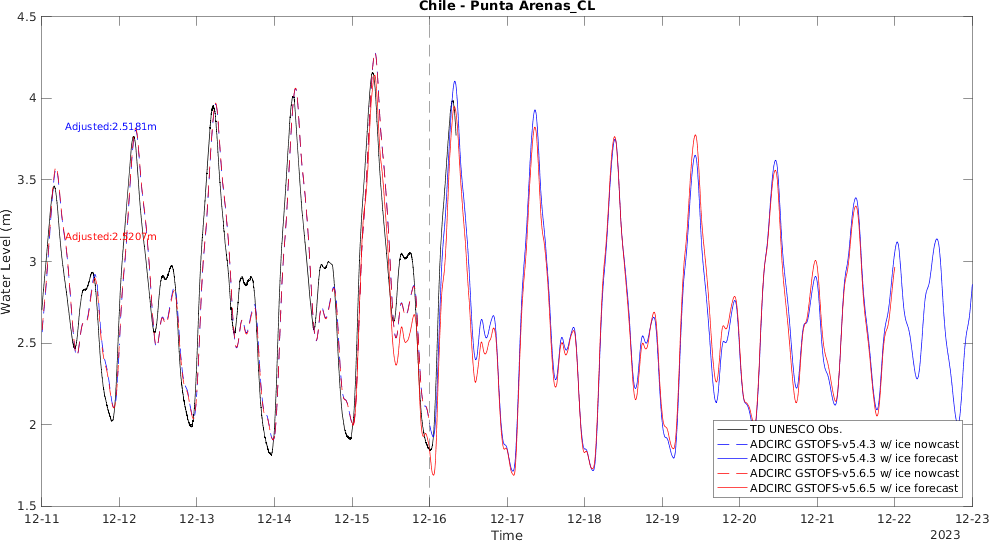 Chile - Punta Arenas_CL
4.5
4
3.5
3
2.5
2
1.5
Water Level (m)
Adjusted:2.5181m
Adjusted:2.5207m
TD UNESCO Obs.
ADCIRC GSTOFS-v5.4.3 w/ ice nowcast
ADCIRC GSTOFS-v5.4.3 w/ ice forecast
ADCIRC GSTOFS-v5.6.5 w/ ice nowcast
ADCIRC GSTOFS-v5.6.5 w/ ice forecast
12-11 12-12 12-13 12-14 12-15 12-16 12-17 12-18 12-19 12-20 12-21 12-22 12-23
Time
2023